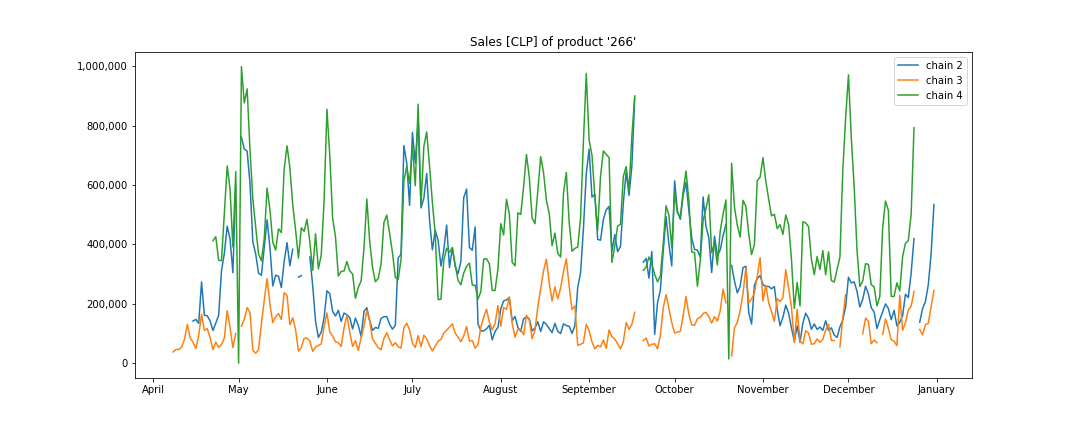 Sales [CLP] of product '266'
1,000,000
800,000
600,000
400,000
200,000
0
chain 2
chain 3
chain 4
April May June July August September October November December January